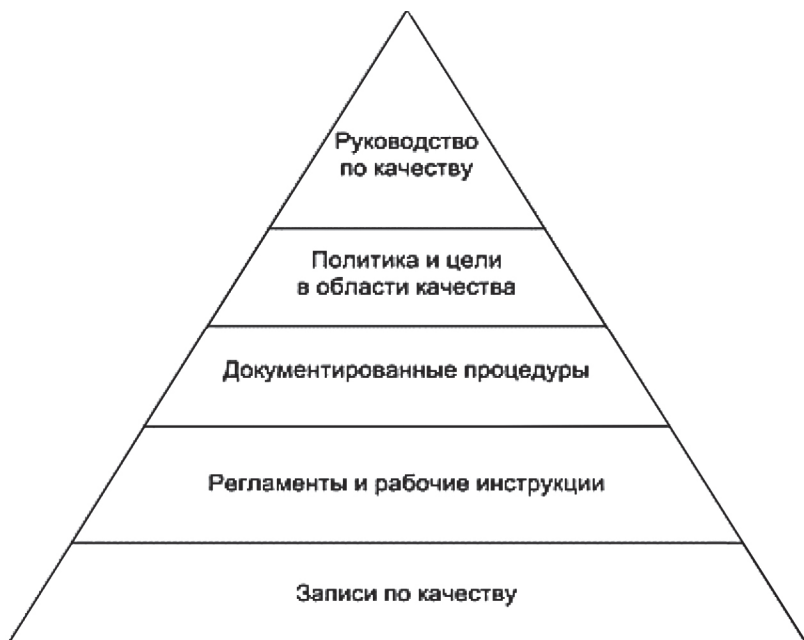 Руководство
по качеству
Политика и цели
в области качества
Документированные процедуры
Регламенты и рабочие инструкции
Записи по качеству